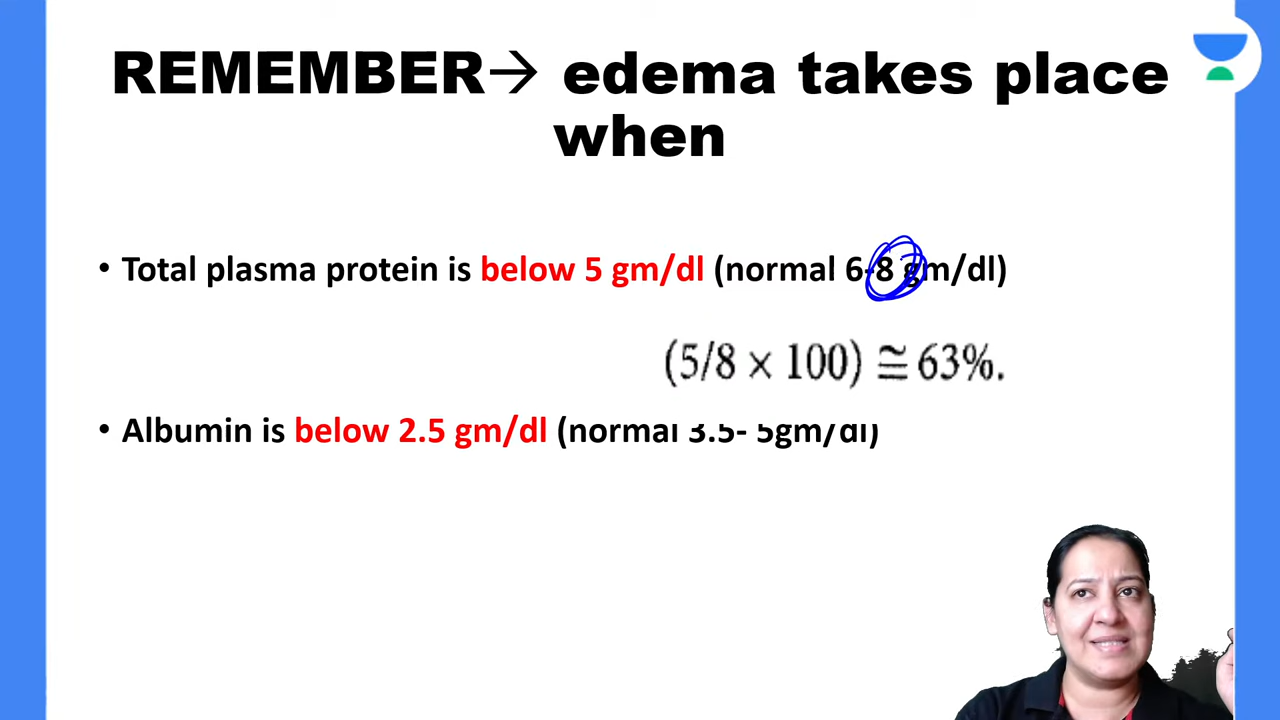 REMEMBER→ edema takes place
when
• Total plasma protein is below 5 gm/dl (normal 6-8 gm/dl)
(5/8 × 100) ≅ 63%.
• Albumin is below 2.5 gm/dl (normal 3.5- 5gm/dl)